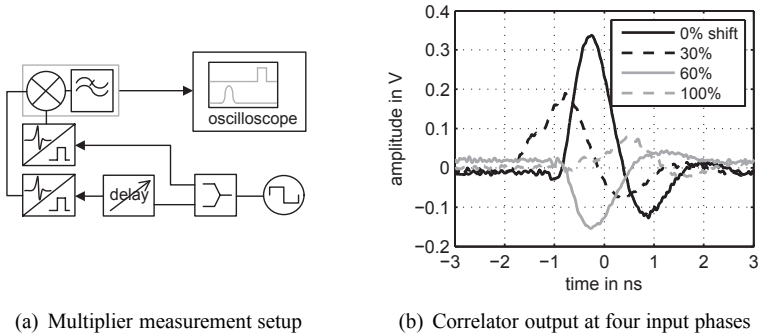 oscilloscope
delay
0.4
0.3
0.2
0.1
0
−0.1
−0.2
amplitude in V
0% shift
30%
60%
100%
−3 −2 −1 0 1 2 3
time in ns
(a) Multiplier measurement setup
(b) Correlator output at four input phases